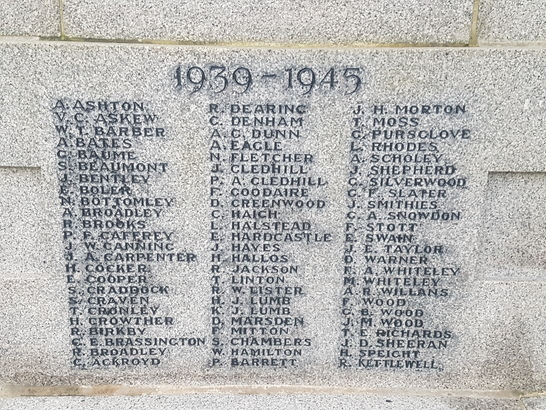 1939-1945
A. ASHTON
V. C. ASKEW
W. T. BARBER
A. BATES
C. BAUME
S. BEAUMONT
J. BENTLEY
E. BOLER
N. BOTTOMLEY
A. BROADLEY
R. BROOKS
P. F. CAFFREY
J. W. CANNING
J. A. CARPENTER
H. COCKER
E. COOPER
S. CRADDOCK
S. CRAVEN
T. CRONLEY
H. CROWTHER
R. BIRKBY
C. E. BRASSINGTON
R. BROADLEY
C. ACKROYD
R. DEARING
C. DENHAM
A. C. DUNN
A. EAGLE
N. FLETCHER
J. GLEDHILL
P. A. GLEDHILL
F. GOODAIRE
D. GREENWOOD
C. HAIGH
L. HALSTEAD
E. HARDCASTLE
J. HAYES
H. HALLOS
R. JACKSON
T. LINTON
R. W. LISTER
H. J. LUMB
K. J. LUMB
D. MARSDEN
F. MITTON
S. CHAMBERS
W. HAMILTON
P. BARRETT
J. H. MORTON
T. MOSS
C. PURSGLOVE
L. RHODES
A. SCHOLEY
J. SHEPHERD
G. SILVERWOOD
C. F. SLATER
J. SMITHIES
C. A. SNOWDON
F. STOTT
E. SWAIN
J. E. TAYLOR
D. WARNER
F. A. WHITELEY
M. WHITELEY
A. R. WILLANS
F. WOOD
G. B. WOOD
J. M. WOOD
T. E. RICHARDS
J. D. SHEERAN
H. SPEIGHT
R. KETTLEWELL